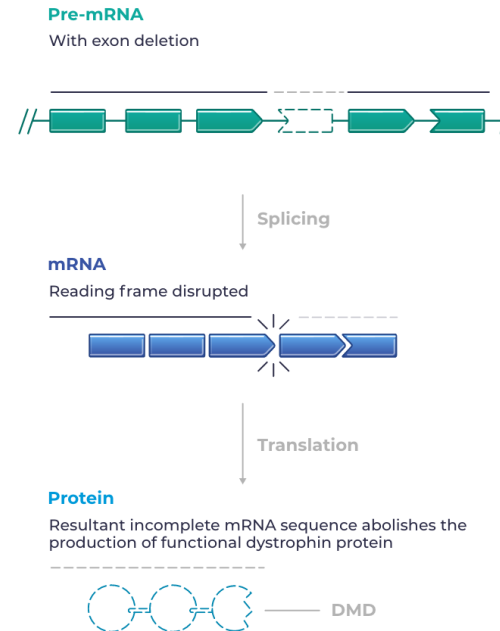 Pre-mRNA
With exon deletion
Splicing
mRNA
Reading frame disrupted
Translation
Protein
Resultant incomplete mRNA sequence abolishes the
production of functional dystrophin protein
DMD